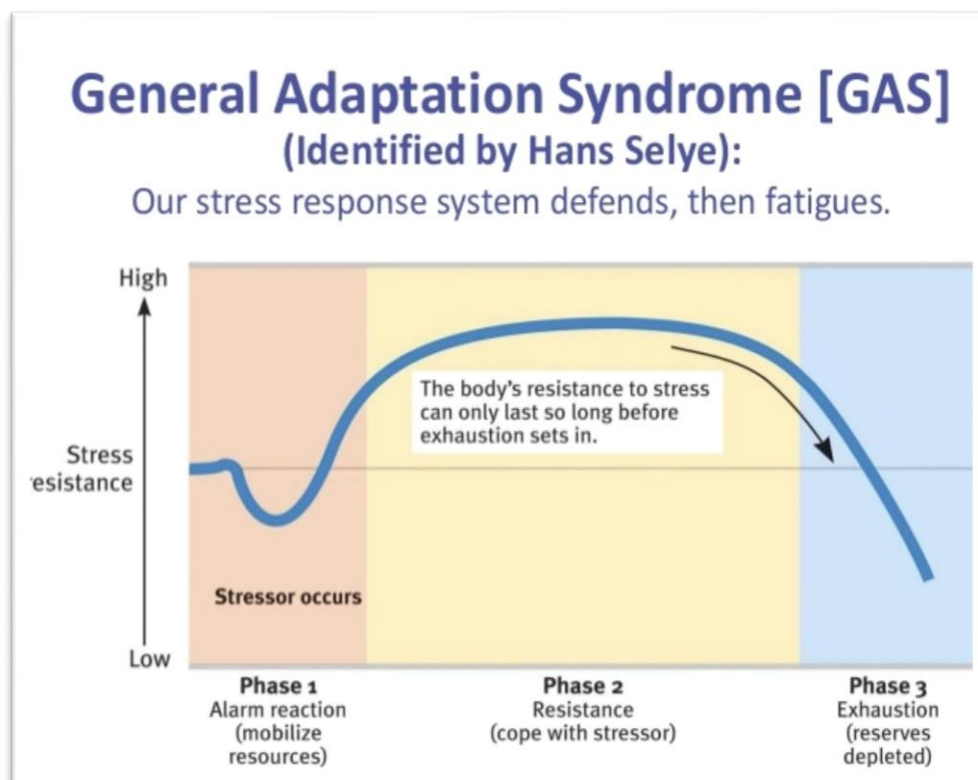 General Adaptation Syndrome [GAS]
(Identified by Hans Selye):
Our stress response system defends, then fatigues.
High
The body's resistance to stress
can only last so long before
exhaustion sets in.
Stress
esistance
Stressor occurs
Low
Phase 1
Alarm reaction
(mobilize
resources)
Phase 2
Resistance
(cope with stressor)
Phase 3
Exhaustion
(reserves
depleted)